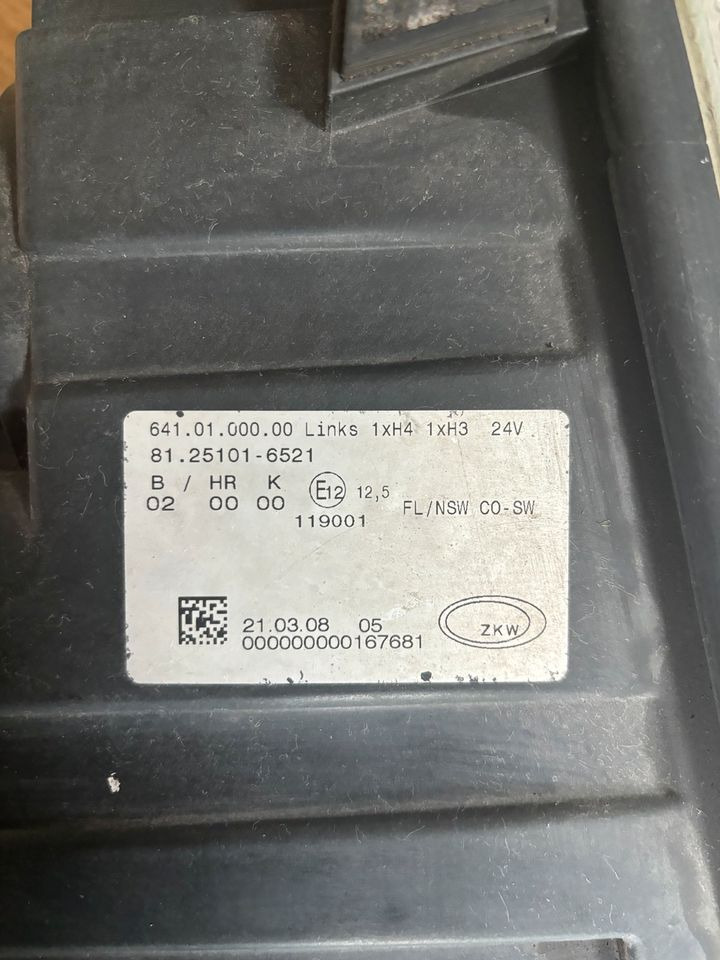 641.01.000.00 Links 1xH4 1xH3 24V
81.25101-6521
B / HR K
02 00 00
E12 12,5
119001
FL/NSW CO-SW
21.03.08 05
000000000167681
ZKW